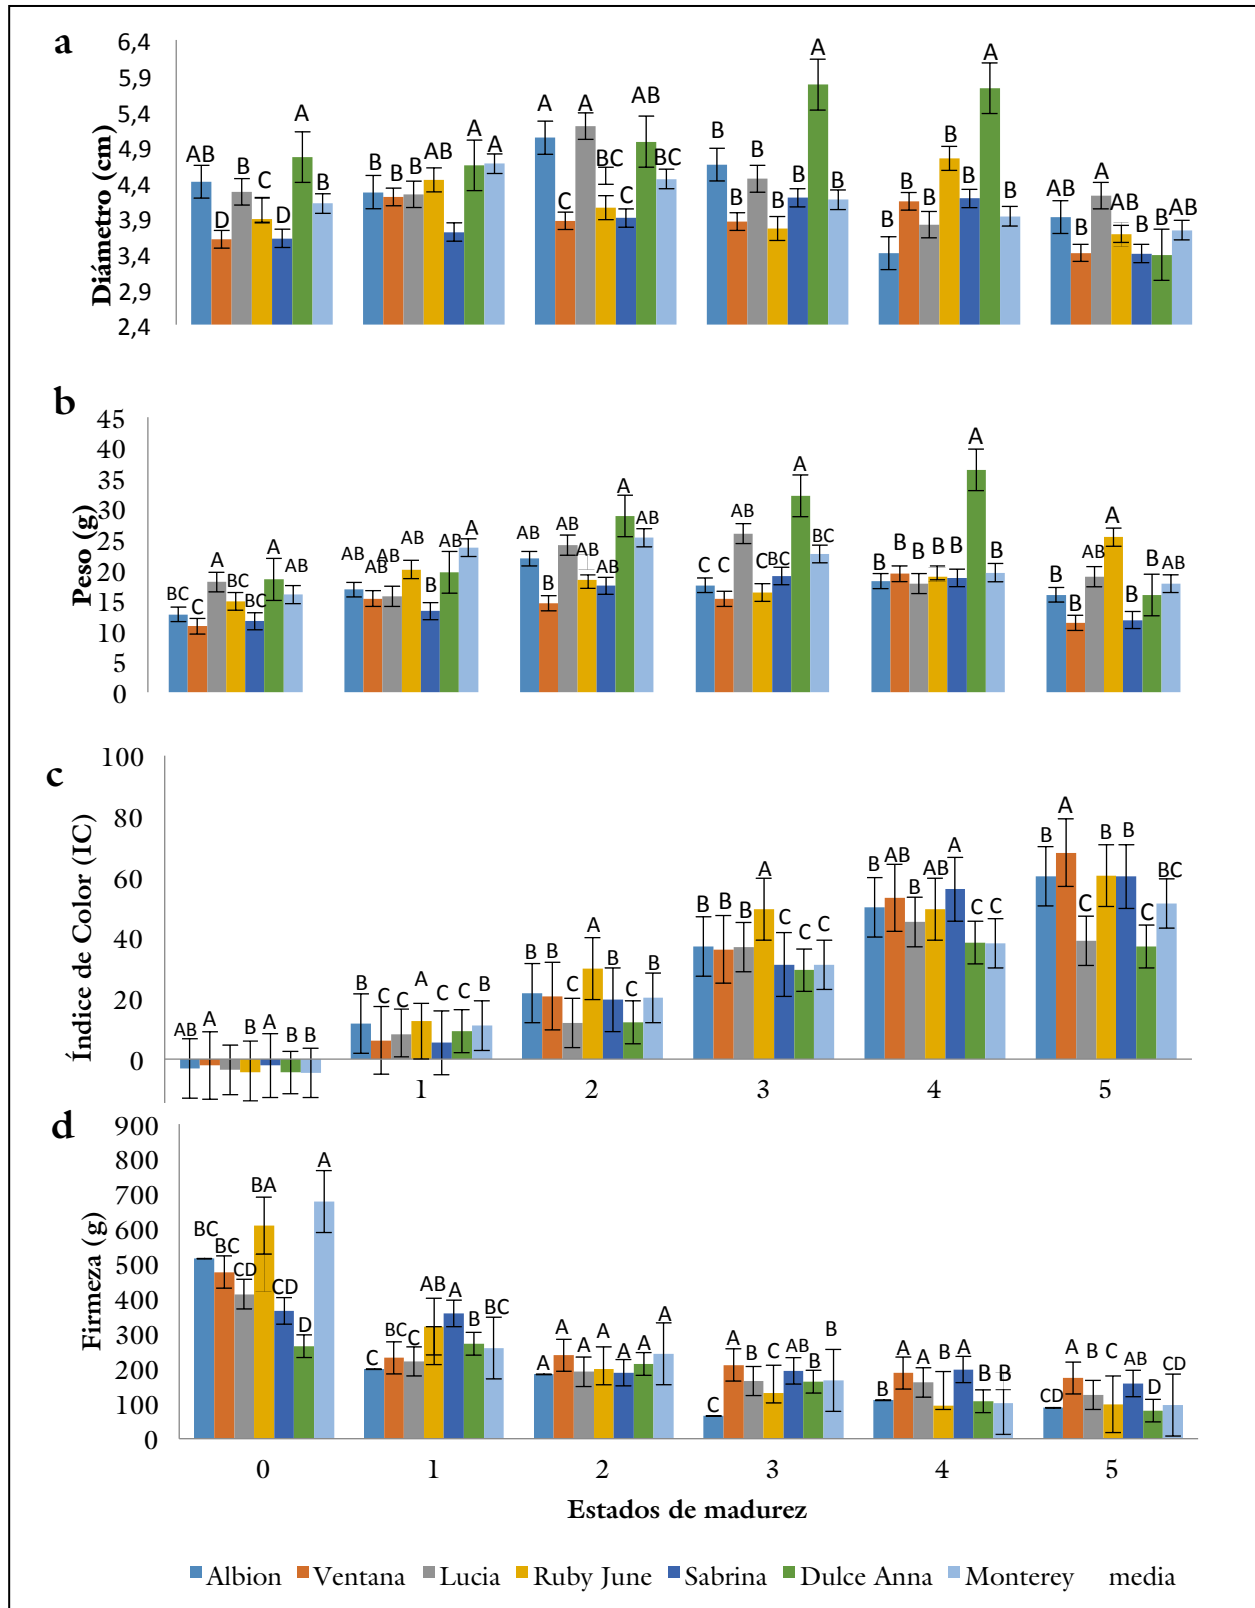 a
Diámetro (cm)
6,4
5,9
5,4
4,9
4,4
3,9
3,4
2,9
2,4
AB D B C D A B
B B B AB A A
A C A BC C AB BC
B B B B B A B
B B B B A B
AB B A AB B B AB
b
Peso (g)
45
40
35
30
25
20
15
10
5
0
BC C A BC BC A AB
AB AB AB AB B AB A
AB B AB AB AB A AB
C C AB C BC A BC
B B B B B A B
B B AB A B B AB
c
Índice de Color (IC)
100
80
60
40
20
0
AB A B A B B
B C C A C C B
B B C A B C B
B B B A C C C
B AB B AB A C C
B A C B B C BC
1 2 3 4 5
d
Firmeza (g)
900
800
700
600
500
400
300
200
100
0
BC BC CD BA CD D A
C BC C AB A B BC
A A A A A A A
C A B C AB B B
B A A B A B B
CD A B C AB D CD
0 1 2 3 4 5
Estados de madurez
Albion Ventana Lucia Ruby June Sabrina Dulce Anna Monterey media